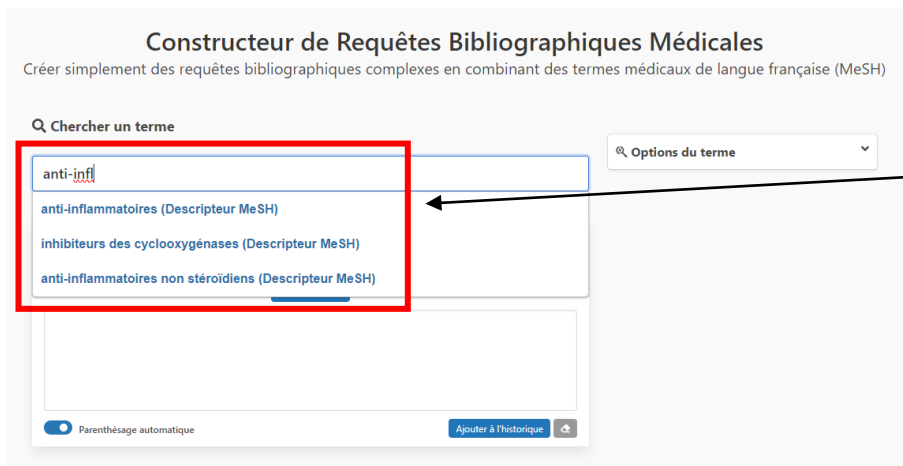 Constructeur de Requêtes Bibliographiques Médicales
Créer simplement des requêtes bibliographiques complexes en combinant des termes médicaux de langue française (MeSH)
Chercher un terme
Options du terme
anti-infl
anti-inflammatoires (Descripteur MeSH)
inhibiteurs des cyclooxygénases (Descripteur MeSH)
anti-inflammatoires non stéroïdiens (Descripteur MeSH)
Parenthèsage automatique
Ajouter à l'historique